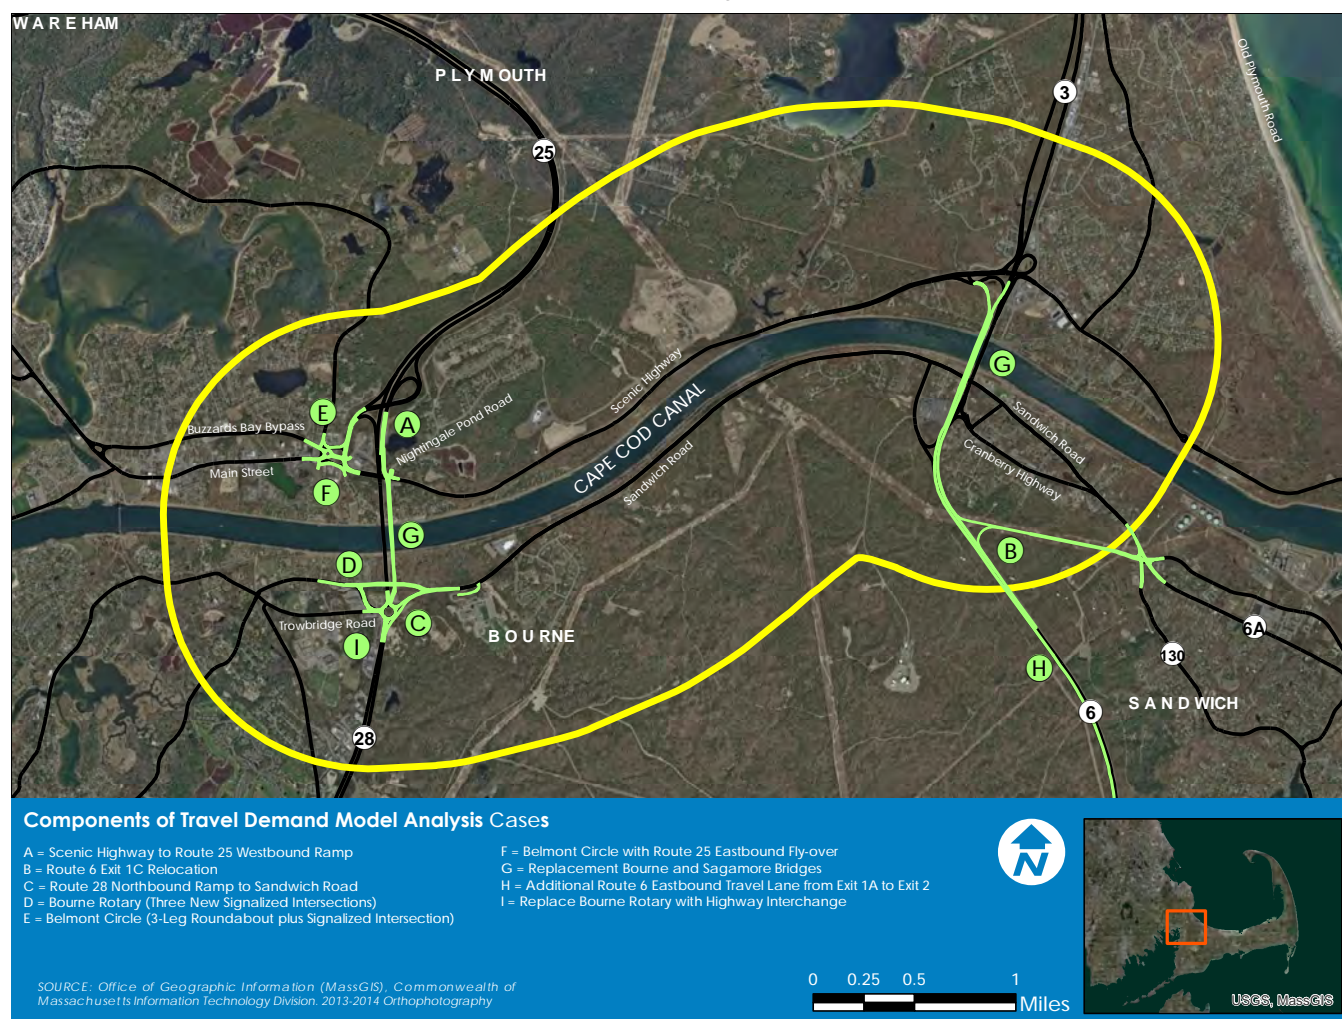 WAREHAM
PLYMOUTH
3
Old Plymouth Road
25
G
Scenic Highway
E
A
Nightingale Pond Road
Buzzards Bay Bypass
CAPE COD CANAL
Sandwich Road
Cranberry Highway
Main Street
Sandwich Road
F
G
B
D
C
Trowbridge Road
I
BOURNE
6A
130
H
SANDWICH
6
28
Components of Travel Demand Model Analysis Cases
A = Scenic Highway to Route 25 Westbound Ramp
B = Route 6 Exit 1C Relocation
C = Route 28 Northbound Ramp to Sandwich Road
D = Bourne Rotary (Three New Signalized Intersections)
E = Belmont Circle (3-Leg Roundabout plus Signalized Intersection)
F = Belmont Circle with Route 25 Eastbound Fly-over
G = Replacement Bourne and Sagamore Bridges
H = Additional Route 6 Eastbound Travel Lane from Exit 1A to Exit 2
I = Replace Bourne Rotary with Highway Interchange
N
SOURCE: Office of Geographic Information (MassGIS), Commonwealth of
Massachusetts Information Technology Division. 2013-2014 Orthophotography
0 0.25 0.5 1
Miles
USGS, MassGIS